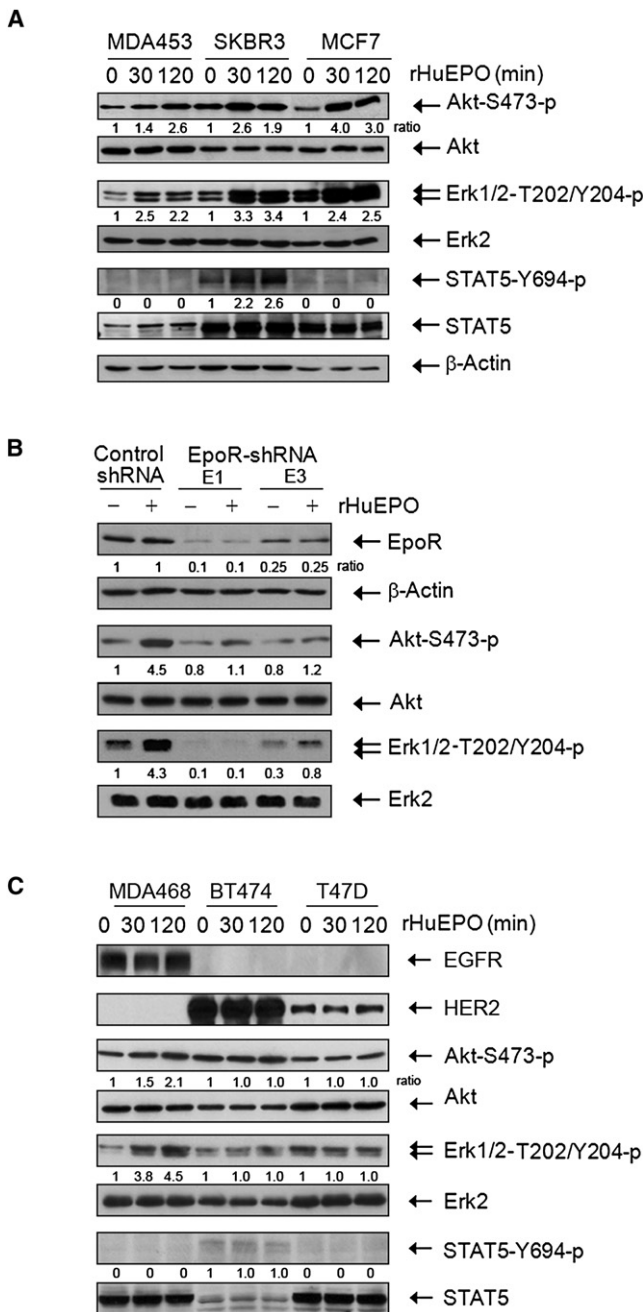 A
MDA453 SKBR3 MCF7
0 30 120 0 30 120 0 30 120 rHuEPO (min)
Akt-S473-p
1 1.4 2.6 1 2.6 1.9 1 4.0 3.0 ratio
Akt
Erk1/2-T202/Y204-p
1 2.5 2.2 1 3.3 3.4 1 2.4 2.5
Erk2
STAT5-Y694-p
0 0 0 1 2.2 2.6 0 0 0
STAT5
β-Actin
B
Control EpoR-shRNA
shRNA E1 E3
– + – + – + rHuEPO
EpoR
1 1 0.1 0.1 0.25 0.25 ratio
β-Actin
Akt-S473-p
1 4.5 0.8 1.1 0.8 1.2
Akt
Erk1/2-T202/Y204-p
1 4.3 0.1 0.1 0.3 0.8
Erk2
C
MDA468 BT474 T47D
0 30 120 0 30 120 0 30 120 rHuEPO (min)
EGFR
HER2
Akt-S473-p
1 1.5 2.1 1 1.0 1.0 1 1.0 1.0 ratio
Akt
Erk1/2-T202/Y204-p
1 3.8 4.5 1 1.0 1.0 1 1.0 1.0
Erk2
STAT5-Y694-p
0 0 0 1 1.0 1.0 0 0 0
STAT5